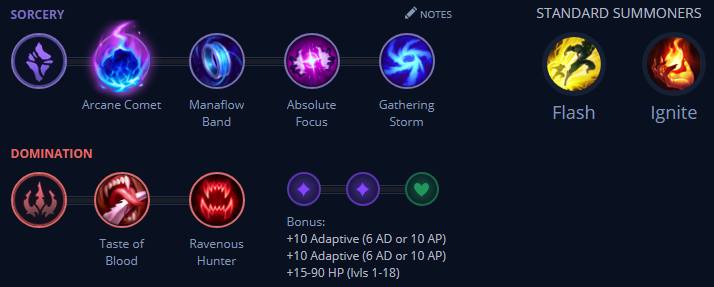 SORCERY
NOTES
STANDARD SUMMONERS
Arcane Comet
Manaflow
Band
Absolute
Focus
Gathering
Storm
Flash
Ignite
DOMINATION
Taste of
Blood
Ravenous
Hunter
Bonus:
+10 Adaptive (6 AD or 10 AP)
+10 Adaptive (6 AD or 10 AP)
+15-90 HP (lvls 1-18)